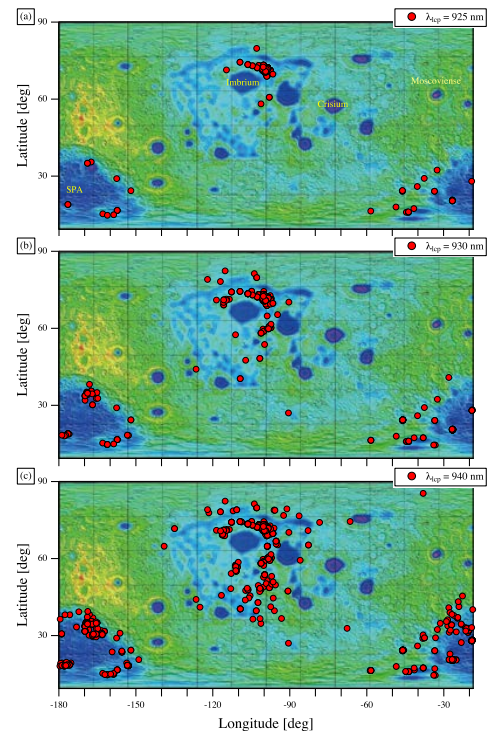 (a)
λtcp = 925 nm
90
60
30
Latitude [deg]
Imbrium
Crisium
Moscoviense
SPA
(b)
λtcp = 930 nm
90
60
30
Latitude [deg]
(c)
λtcp = 940 nm
90
60
30
Latitude [deg]
-180 -150 -120 -90 -60 -30
Longitude [deg]